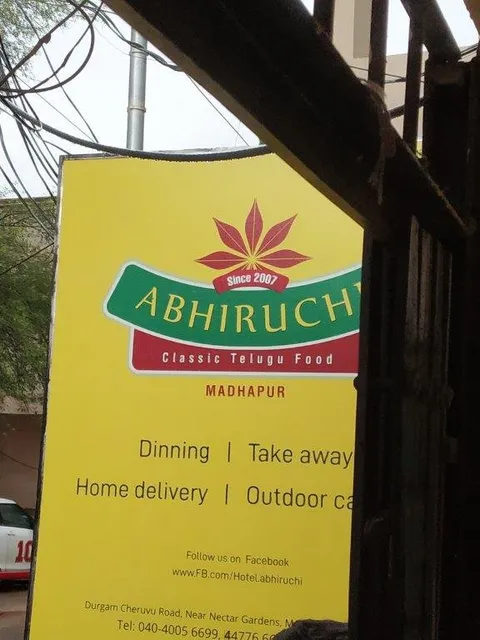 Since 2007
ABHIRUCHI
Classic Telugu Food
MADHAPUR
Dinning | Take away
Home delivery | Outdoor
Follow us on Facebook
www.FB.com/Hotel.abhiruchi
Durgam Cheruvu Road, Near Nectar Gardens,
Tel: 040-4005 6699,
10